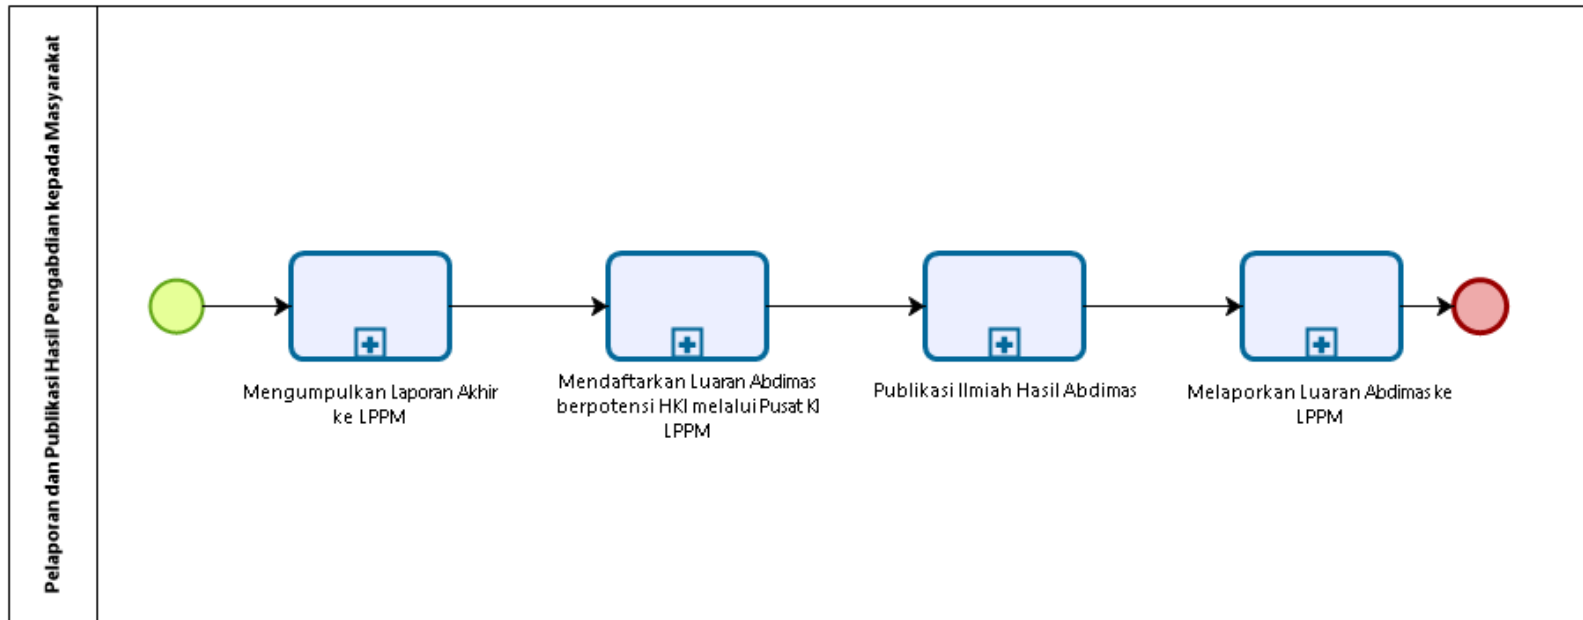 Pelaporan dan Publikasi Hasil Pengabdian kepada Masyarakat
Mengumpulkan Laporan Akhir
ke LPPM
Mendaftarkan Luaran Abdimas
berpotensi HKI melalui Pusat KI
LPPM
Publikasi Ilmiah Hasil Abdimas
Melaporkan Luaran Abdimas ke
LPPM